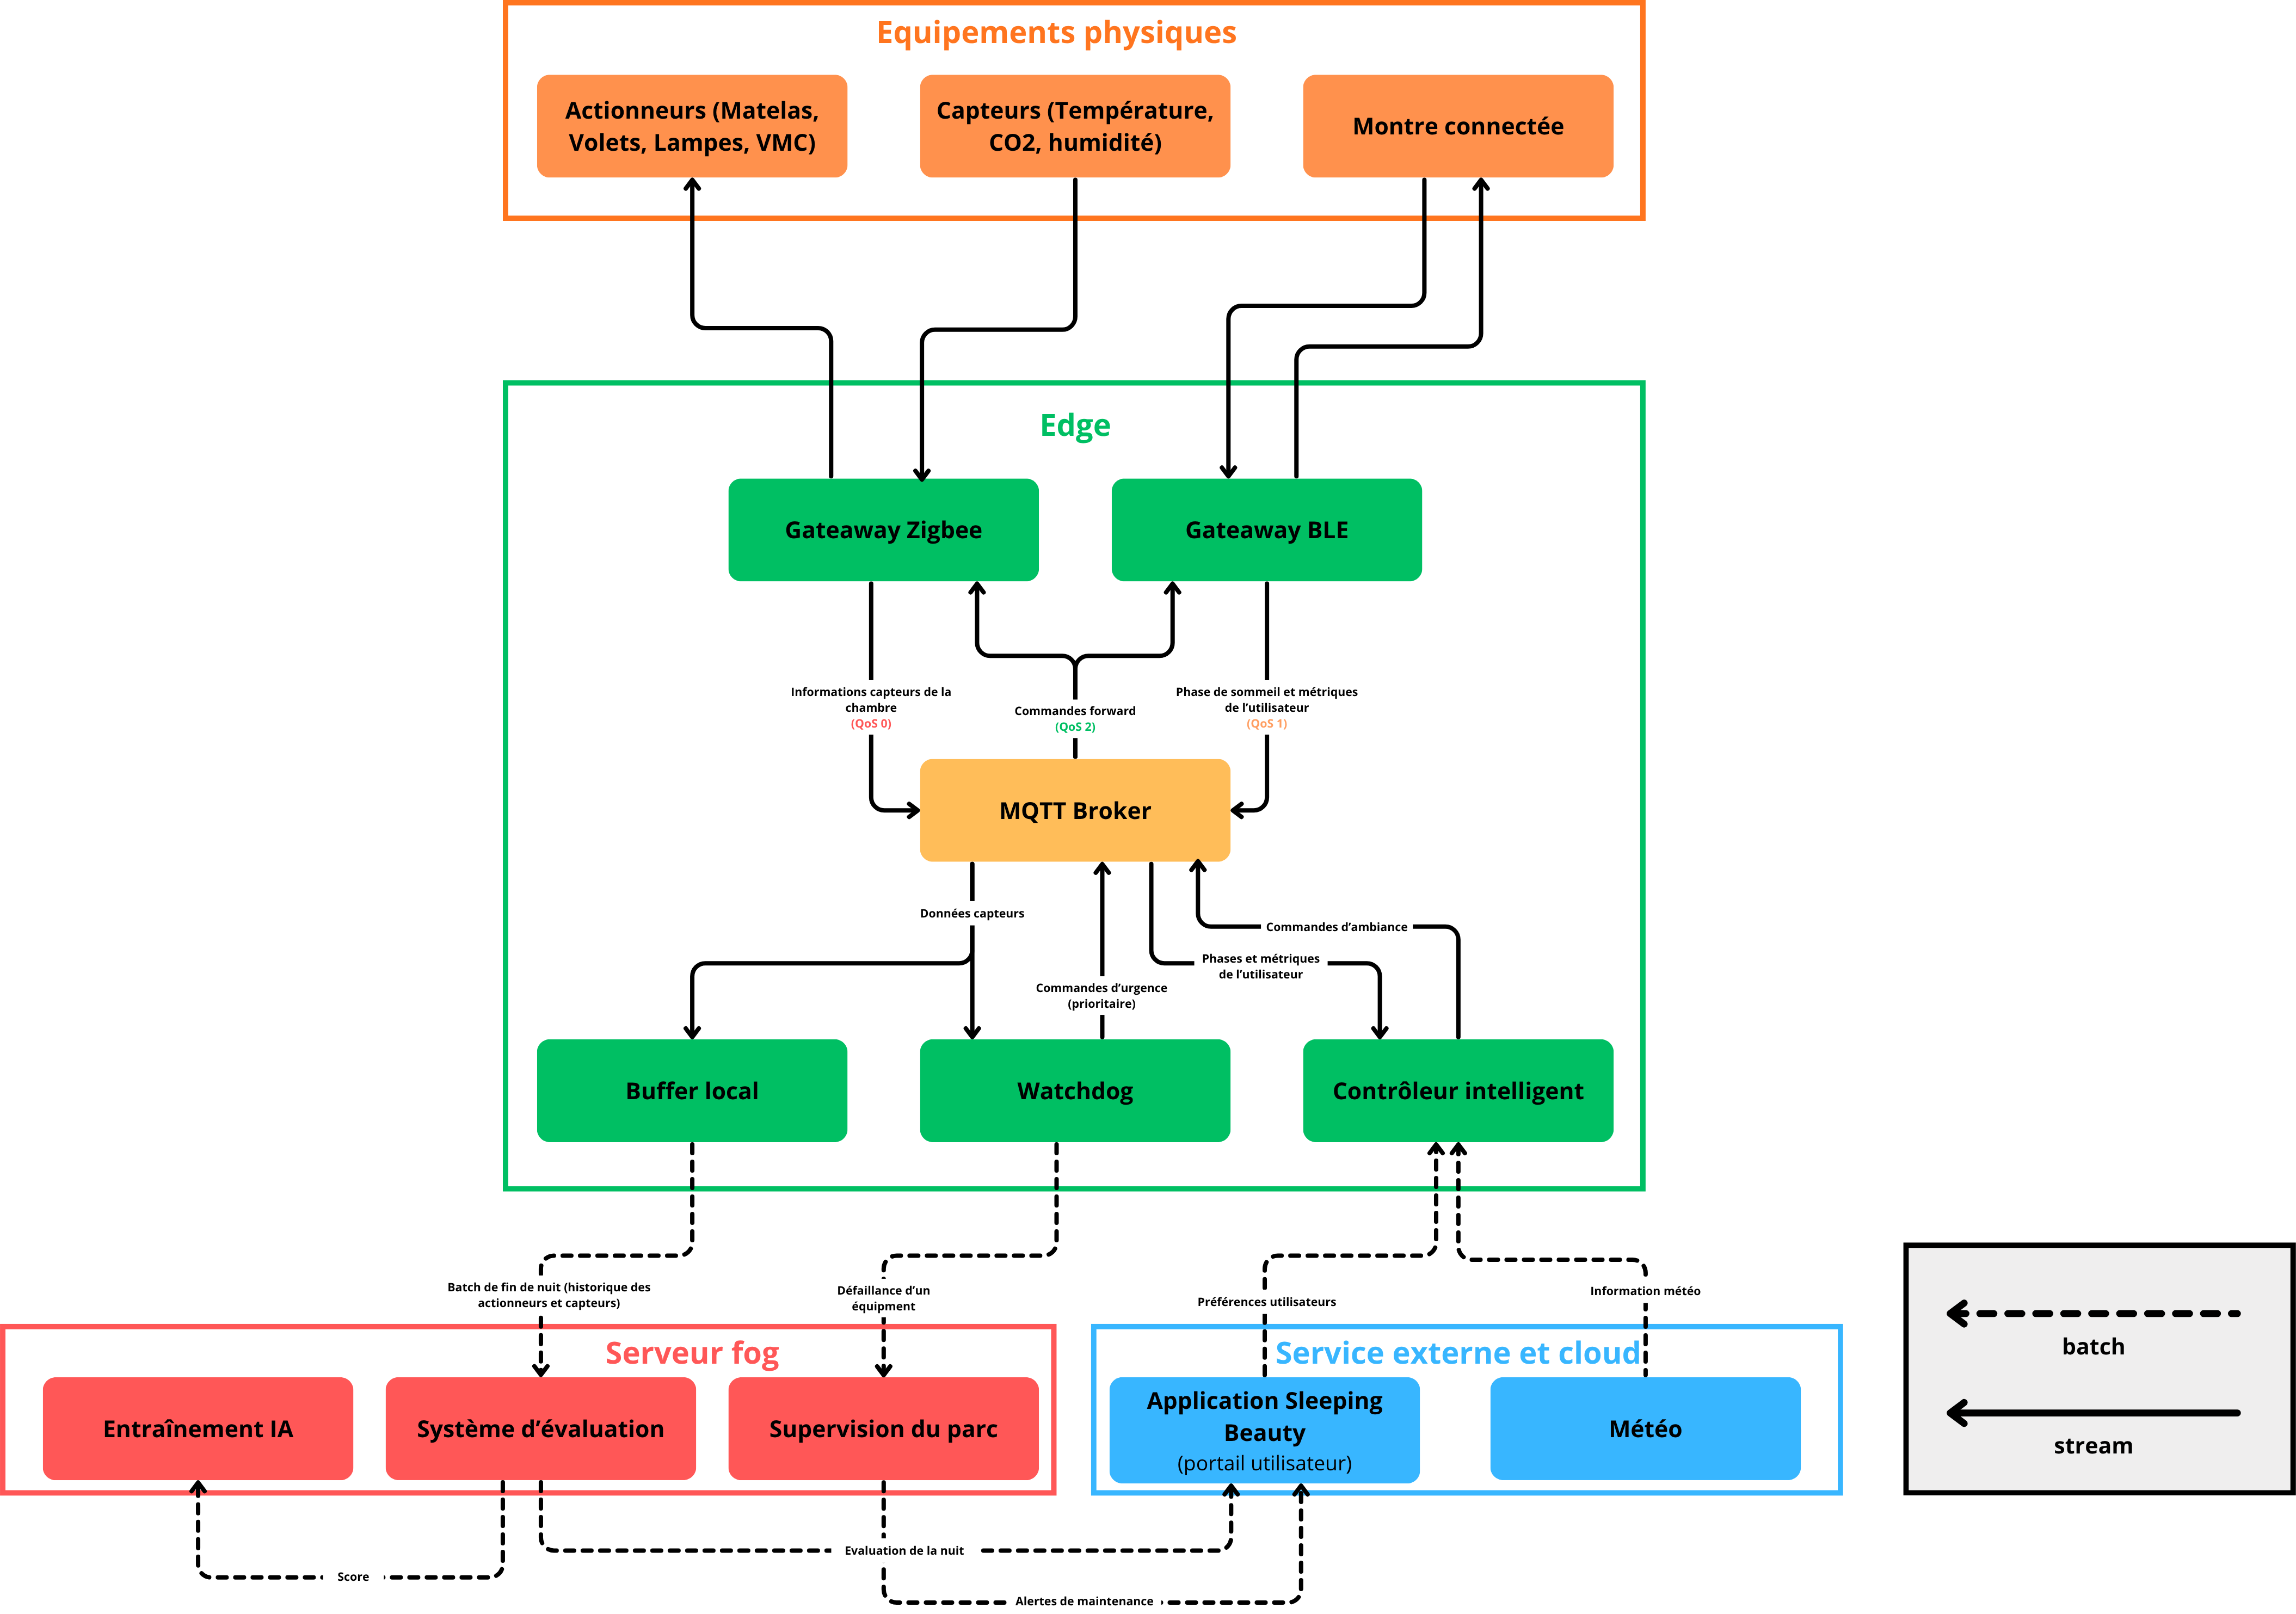 Equipements physiques
Actionneurs (Matelas,
Volets, Lampes, VMC)
Capteurs (Température,
CO2, humidité)
Montre connectée
Edge
Gateaway Zigbee
Gateaway BLE
Informations capteurs de la
chambre
(QoS 0)
Commandes forward
(QoS 2)
Phase de sommeil et métriques
de l’utilisateur
(QoS 1)
MQTT Broker
Données capteurs
Commandes d’ambiance
Phases et métriques
de l’utilisateur
Commandes d’urgence
(prioritaire)
Buffer local
Watchdog
Contrôleur intelligent
Batch de fin de nuit (historique des
actionneurs et capteurs)
Défaillance d’un
équipment
Préférences utilisateurs
Information météo
Serveur fog
Entraînement IA
Système d’évaluation
Supervision du parc
Service externe et cloud
Application Sleeping
Beauty
(portail utilisateur)
Météo
batch
stream
Evaluation de la nuit
Score
Alertes de maintenance